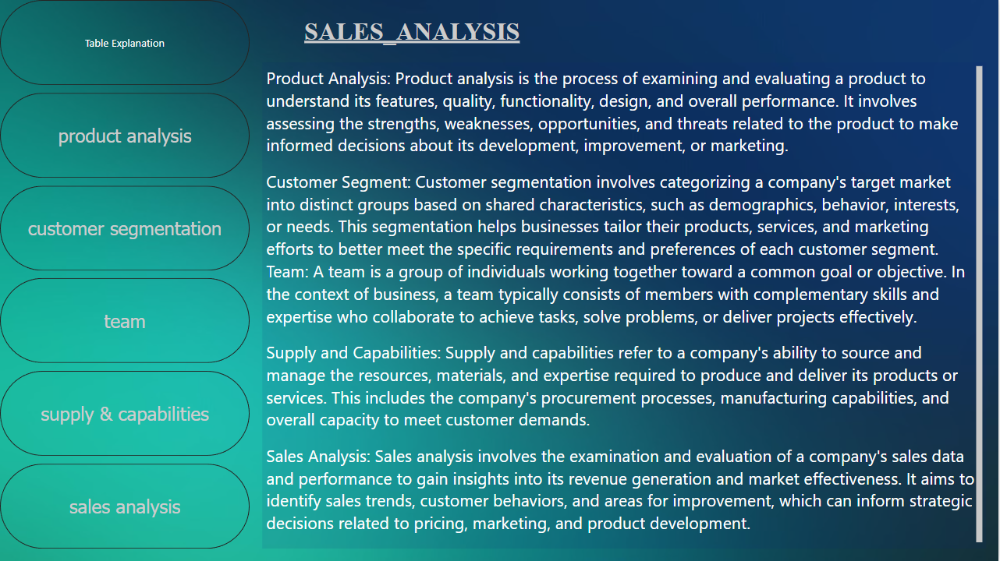 Table Explanation
product analysis
customer segmentation
team
supply & capabilities
sales analysis
SALES_ANALYSIS
Product Analysis: Product analysis is the process of examining and evaluating a product to
understand its features, quality, functionality, design, and overall performance. It involves
assessing the strengths, weaknesses, opportunities, and threats related to the product to make
informed decisions about its development, improvement, or marketing.
Customer Segment: Customer segmentation involves categorizing a company's target market
into distinct groups based on shared characteristics, such as demographics, behavior, interests,
or needs. This segmentation helps businesses tailor their products, services, and marketing
efforts to better meet the specific requirements and preferences of each customer segment.
Team: A team is a group of individuals working together toward a common goal or objective. In
the context of business, a team typically consists of members with complementary skills and
expertise who collaborate to achieve tasks, solve problems, or deliver projects effectively.
Supply and Capabilities: Supply and capabilities refer to a company's ability to source and
manage the resources, materials, and expertise required to produce and deliver its products or
services. This includes the company's procurement processes, manufacturing capabilities, and
overall capacity to meet customer demands.
Sales Analysis: Sales analysis involves the examination and evaluation of a company's sales data
and performance to gain insights into its revenue generation and market effectiveness. It aims to
identify sales trends, customer behaviors, and areas for improvement, which can inform strategic
decisions related to pricing, marketing, and product development.